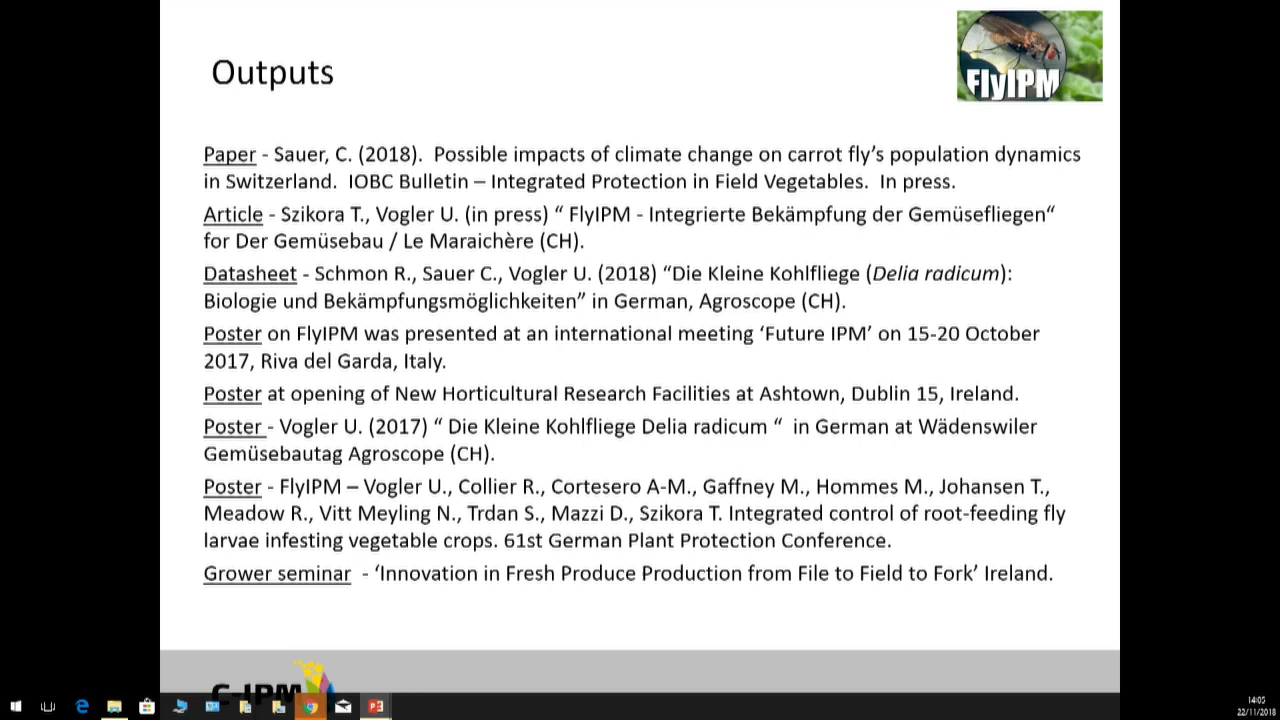 Outputs
FlyIPM
Paper - Sauer, C. (2018).  Possible impacts of climate change on carrot fly’s population dynamics
in Switzerland.  IOBC Bulletin – Integrated Protection in Field Vegetables.  In press.
Article - Szikora T., Vogler U. (in press) “ FlyIPM - Integrierte Bekämpfung der Gemüsefliegen“
for Der Gemüsebau / Le Maraichère (CH).
Datasheet - Schmon R., Sauer C., Vogler U. (2018) “Die Kleine Kohlfliege (Delia radicum):
Biologie und Bekämpfungsmöglichkeiten” in German, Agroscope (CH).
Poster on FlyIPM was presented at an international meeting ‘Future IPM’ on 15-20 October
2017, Riva del Garda, Italy.
Poster at opening of New Horticultural Research Facilities at Ashtown, Dublin 15, Ireland.
Poster - Vogler U. (2017) “ Die Kleine Kohlfliege Delia radicum “  in German at Wädenswiler
Gemüsebautag Agroscope (CH).
Poster - FlyIPM – Vogler U., Collier R., Cortesero A-M., Gaffney M., Hommes M., Johansen T.,
Meadow R., Vitt Meyling N., Trdan S., Mazzi D., Szikora T. Integrated control of root-feeding fly
larvae infesting vegetable crops. 61st German Plant Protection Conference.
Grower seminar  - ‘Innovation in Fresh Produce Production from File to Field to Fork’ Ireland.
C-IPM
14:05
22/11/2018